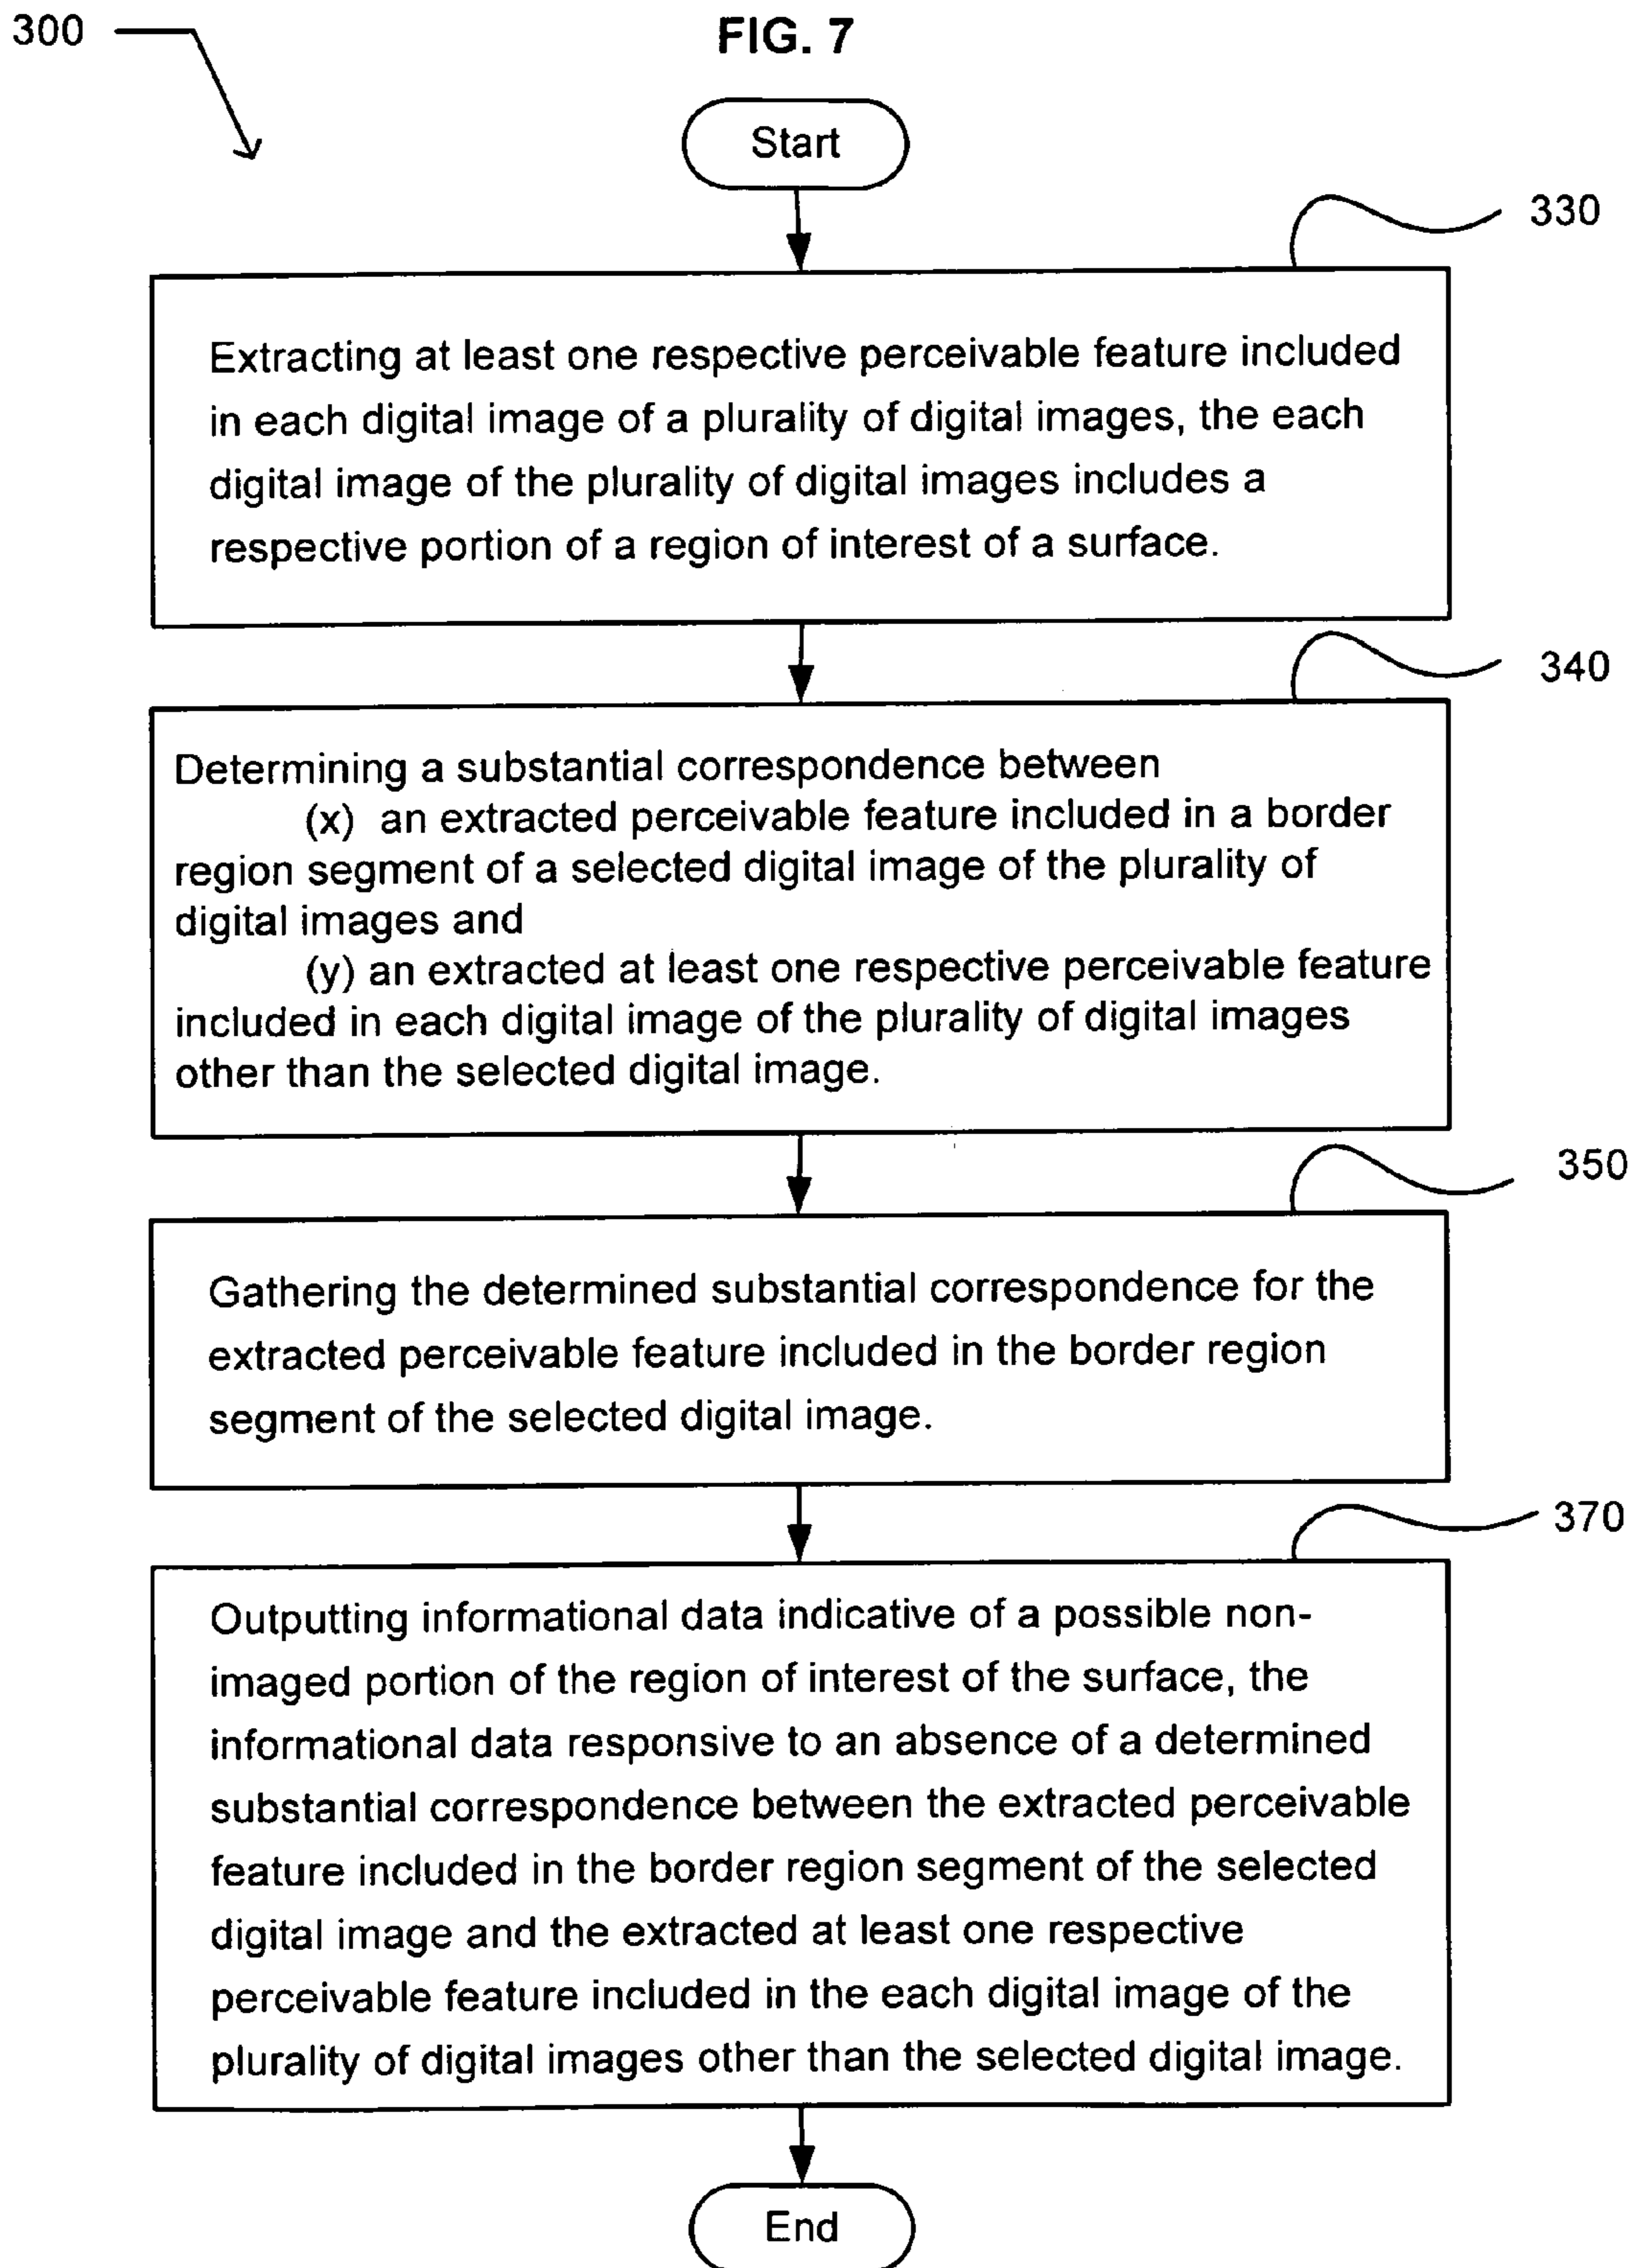 300
FIG. 7
Start
330
Extracting at least one respective perceivable feature included
in each digital image of a plurality of digital images, the each
digital image of the plurality of digital images includes a
respective portion of a region of interest of a surface.
340
Determining a substantial correspondence between
(x) an extracted perceivable feature included in a border
region segment of a selected digital image of the plurality of
digital images and
(y) an extracted at least one respective perceivable feature
included in each digital image of the plurality of digital images
other than the selected digital image.
350
Gathering the determined substantial correspondence for the
extracted perceivable feature included in the border region
segment of the selected digital image.
370
Outputting informational data indicative of a possible non-
imaged portion of the region of interest of the surface, the
informational data responsive to an absence of a determined
substantial correspondence between the extracted perceivable
feature included in the border region segment of the selected
digital image and the extracted at least one respective
perceivable feature included in the each digital image of the
plurality of digital images other than the selected digital image.
End